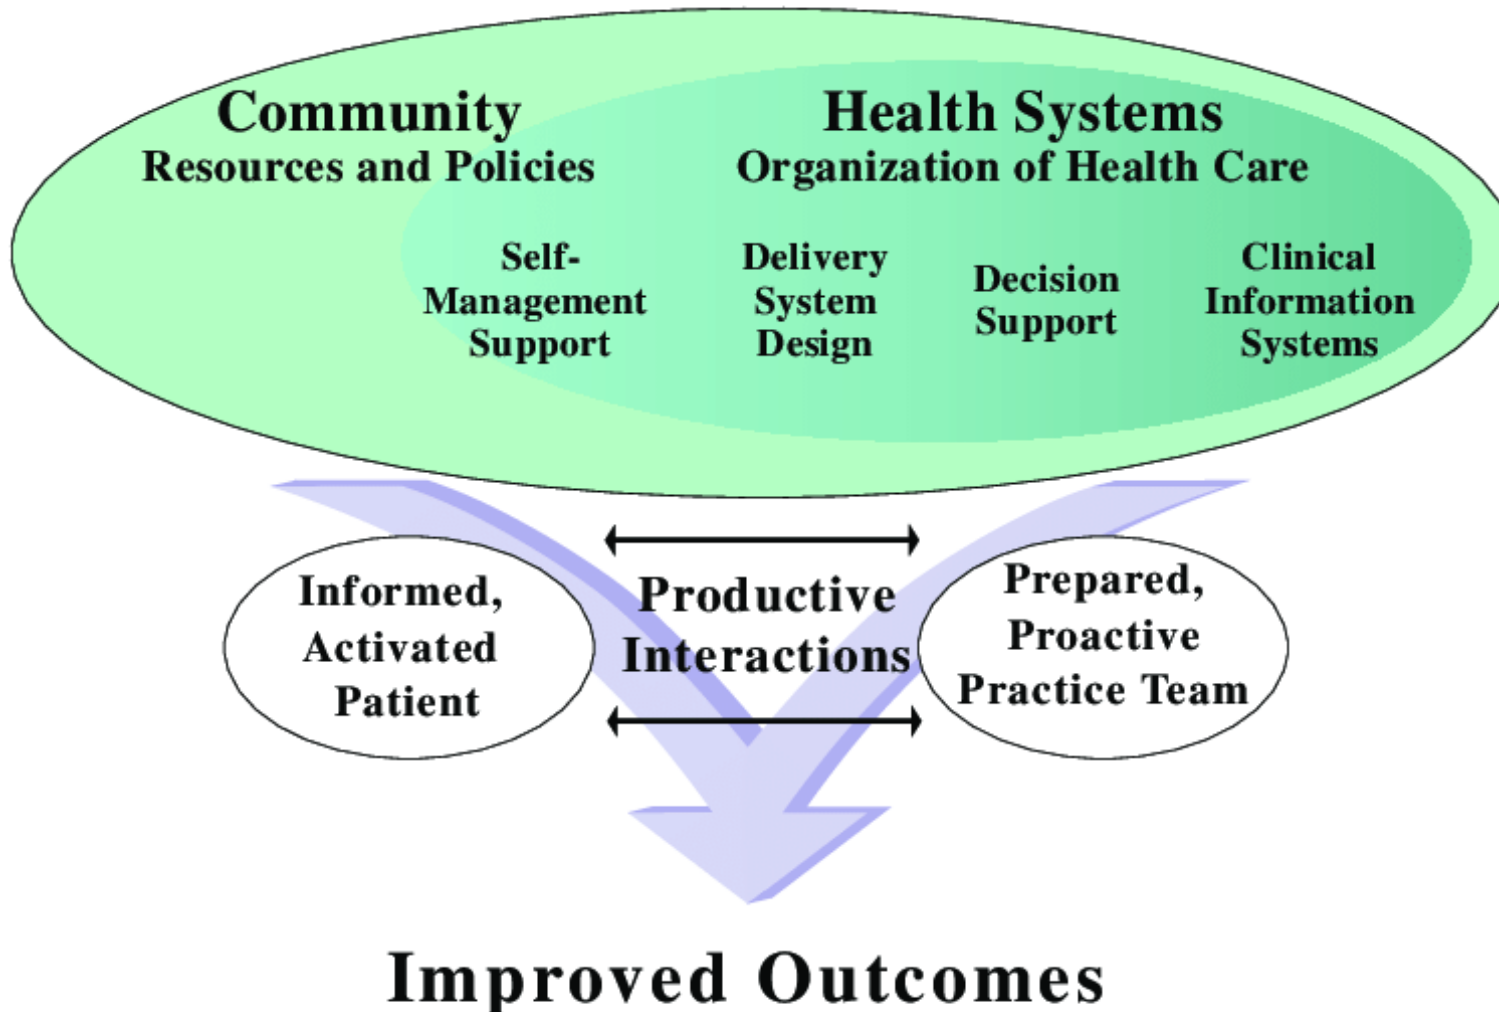 Community
Resources and Policies
Health Systems
Organization of Health Care
Self-
Management
Support
Delivery
System
Design
Decision
Support
Clinical
Information
Systems
Informed,
Activated
Patient
Productive
Interactions
Prepared,
Proactive
Practice Team
Improved Outcomes